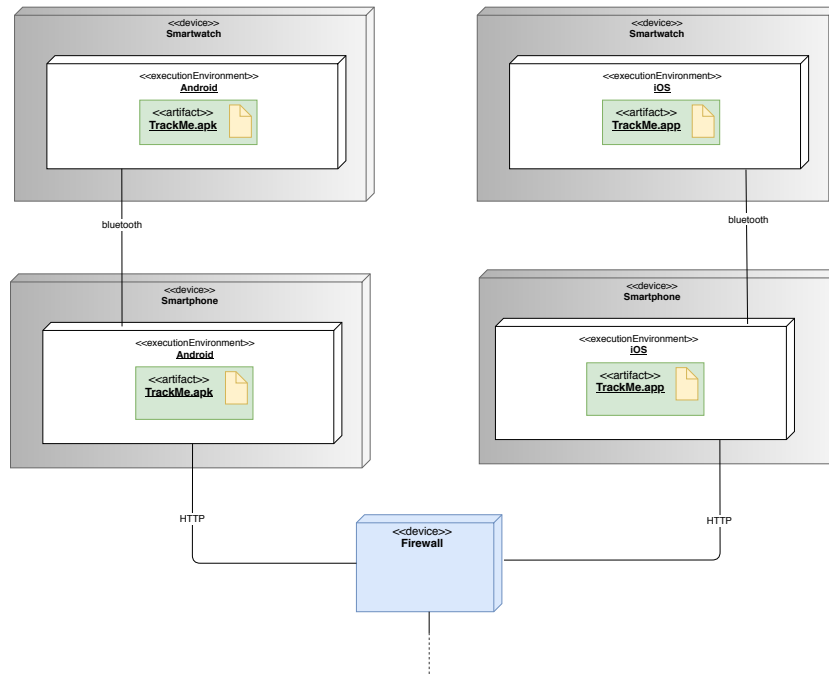 <<device>>
Smartwatch
<<executionEnvironment>>
Android
<<artifact>>
TrackMe.apk
<<device>>
Smartwatch
<<executionEnvironment>>
iOS
<<artifact>>
TrackMe.app
bluetooth
bluetooth
<<device>>
Smartphone
<<executionEnvironment>>
Android
<<artifact>>
TrackMe.apk
<<device>>
Smartphone
<<executionEnvironment>>
iOS
<<artifact>>
TrackMe.app
HTTP
HTTP
<<device>>
Firewall